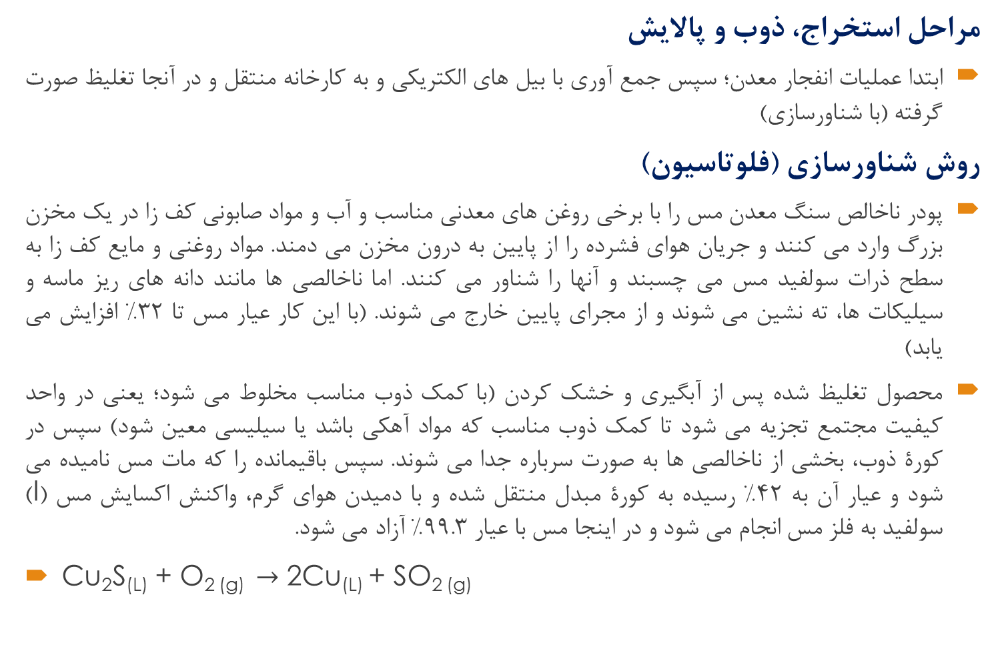 مراحل استخراج، ذوب و پالایش
ابتدا عملیات انفجار معدن؛ سپس جمع آوری با بیل های الکتریکی و به کارخانه منتقل و در آنجا تغلیظ صورت
گرفته (با شناورسازی)
روش شناورسازی (فلوتاسیون)
پودر ناخالص سنگ معدن مس را با برخی روغن های معدنی مناسب و آب و مواد صابونی کف زا در یک مخزن
بزرگ وارد می کنند و جریان هوای فشرده را از پایین به درون مخزن می دمند. مواد روغنی و مایع کف زا به
سطح ذرات سولفید مس می چسبند و آنها را شناور می کنند. اما ناخالصی ها مانند دانه های ریز ماسه و
سیلیکات ها، ته نشین می شوند و از مجرای پایین خارج می شوند. (با این کار عیار مس تا ۳۲٪ افزایش می
یابد)
محصول تغلیظ شده پس از آبگیری و خشک کردن (با کمک ذوب مناسب مخلوط می شود؛ یعنی در واحد
کیفیت مجتمع تجزیه می شود تا کمک ذوب مناسب که مواد آهکی باشد یا سیلیسی معین شود) سپس در
کورۀ ذوب، بخشی از ناخالصی ها به صورت سرباره جدا می شوند. سپس باقیمانده را که مات مس نامیده می
شود و عیار آن به ۴۲٪ رسیده به کورۀ مبدل منتقل شده و با دمیدن هوای گرم، واکنش اکسایش مس (I)
سولفید به فلز مس انجام می شود و در اینجا مس با عیار ۹۹.۳٪ آزاد می شود.
Cu₂S(L) + O₂ (g) → 2Cu(L) + SO₂ (g)